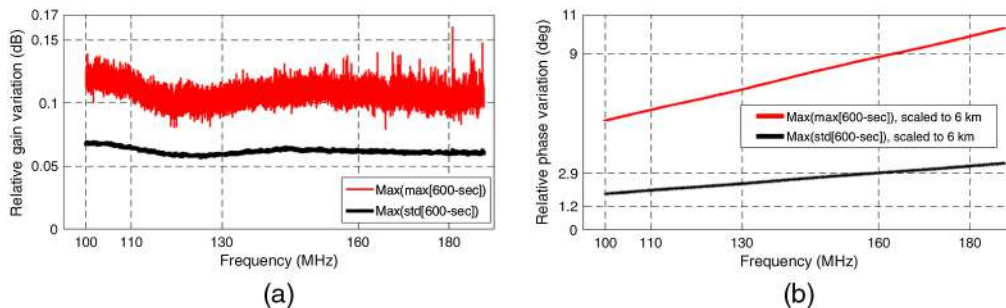 Relative gain variation (dB)
0.17
0.15
0.1
0.05
0
Max(max[600-sec])
Max(std[600-sec])
100 110 130 160 180
Frequency (MHz)
(a)
Relative phase variation (deg)
11
9
2.9
1.2
0
Max(max[600-sec]), scaled to 6 km
Max(std[600-sec]), scaled to 6 km
100 110 130 160 180
Frequency (MHz)
(b)